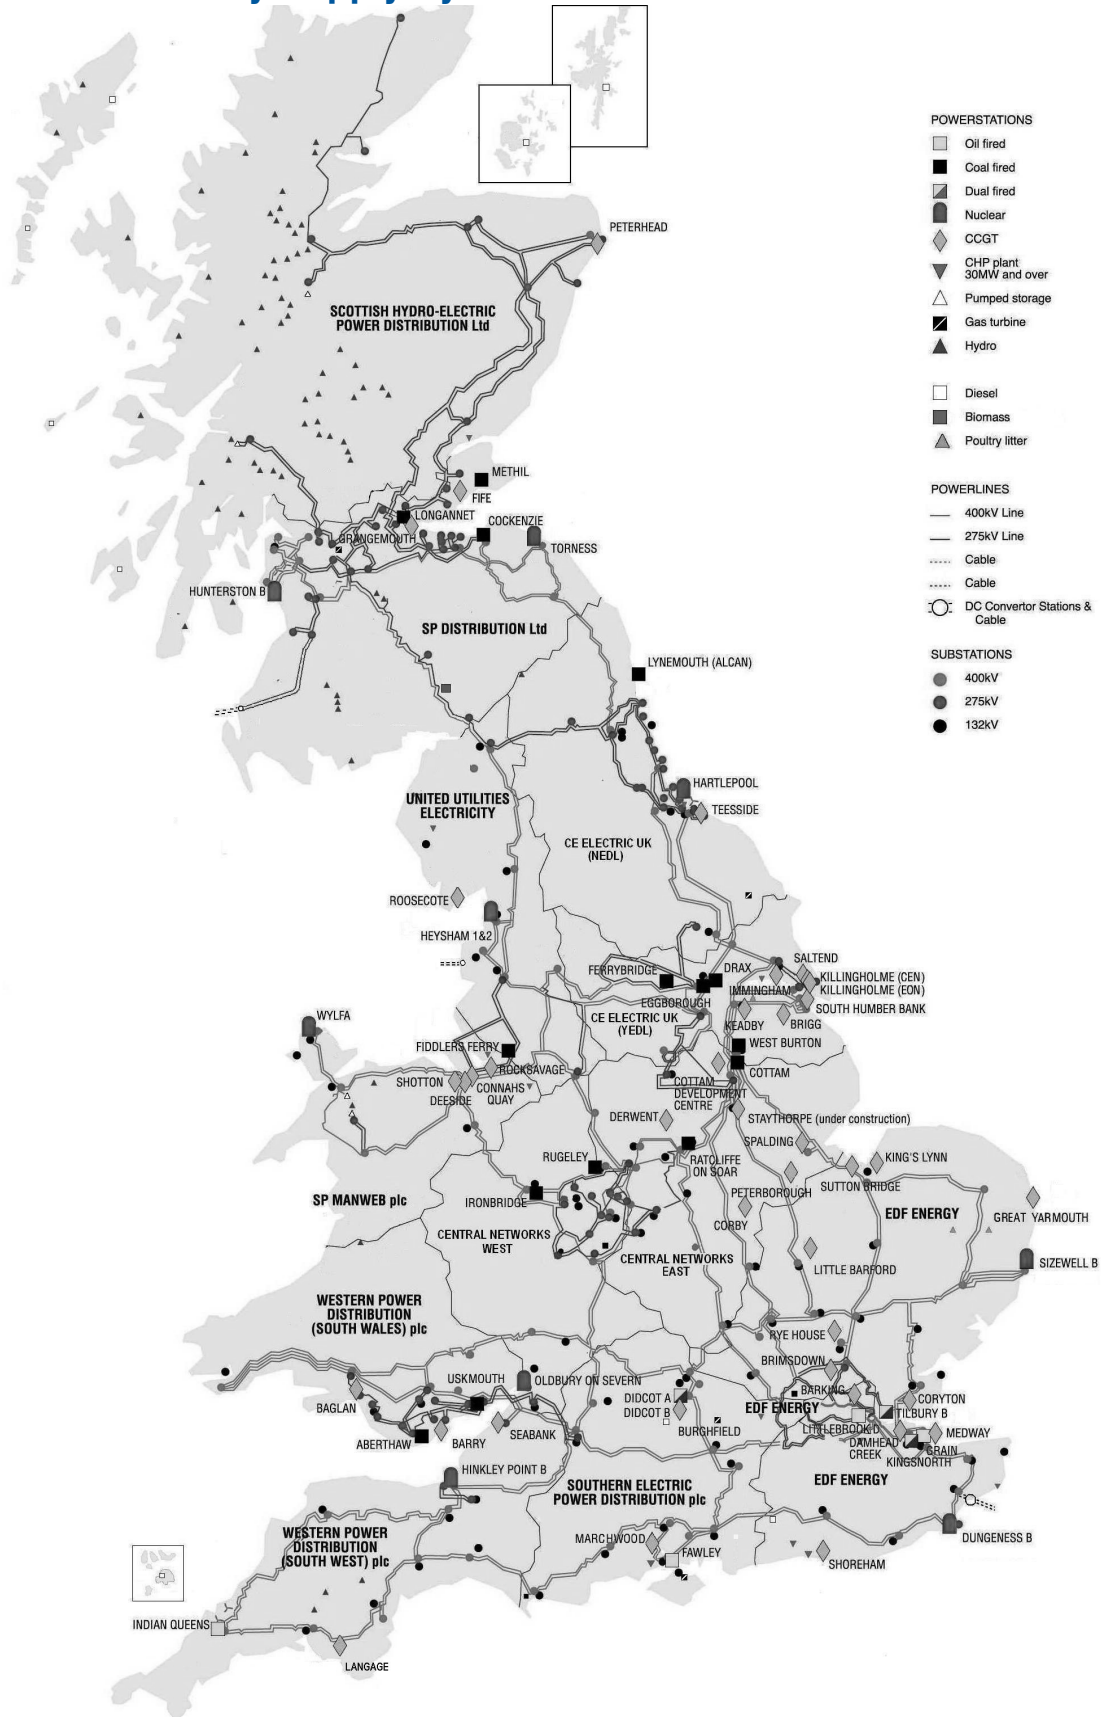 POWERSTATIONS
Oil fired
Coal fired
Dual fired
Nuclear
CCGT
CHP plant
30MW and over
Pumped storage
Gas turbine
Hydro
Diesel
Biomass
Poultry litter
POWERLINES
400kV Line
275kV Line
Cable
Cable
DC Convertor Stations &
Cable
SUBSTATIONS
400kV
275kV
132kV
PETERHEAD
SCOTTISH HYDRO-ELECTRIC
POWER DISTRIBUTION Ltd
METHIL
FIFE
LONGANNET
COCKENZIE
GRANGEMOUTH
TORNESS
HUNTERSTON B
SP DISTRIBUTION Ltd
LYNEMOUTH (ALCAN)
HARTLEPOOL
TEESSIDE
UNITED UTILITIES
ELECTRICITY
CE ELECTRIC UK
(NEDL)
ROOSECOTE
HEYSHAM 1&2
SALTEND
FERRYBRIDGE
DRAX
KILLINGHOLME (CEN)
IMMINGHAM
KILLINGHOLME (EON)
EGGBOROUGH
SOUTH HUMBER BANK
CE ELECTRIC UK
(YEDL)
KEADBY
BRIGG
WYLFA
FIDDLERS FERRY
WEST BURTON
ROCKSAVAGE
COTTAM
SHOTTON
CONNAHS
QUAY
DEESIDE
COTTAM
DEVELOPMENT
CENTRE
DERWENT
STAYTHORPE (under construction)
SPALDING
RUGELEY
RATCLIFFE
ON SOAR
KING'S LYNN
SUTTON BRIDGE
PETERBOROUGH
SP MANWEB plc
IRONBRIDGE
EDF ENERGY
GREAT YARMOUTH
CORBY
CENTRAL NETWORKS
WEST
CENTRAL NETWORKS
EAST
LITTLE BARFORD
SIZEWELL B
WESTERN POWER
DISTRIBUTION
(SOUTH WALES) plc
RYE HOUSE
BRIMSDOWN
USKMOUTH
OLDBURY ON SEVERN
DIDCOT A
DIDCOT B
BARKING
CORYTON
BAGLAN
EDF ENERGY
TILBURY B
LITTLEBROOK D
BURGHFIELD
MEDWAY
ABERTHAW
BARRY
SEABANK
DAMHEAD
CREEK
GRAIN
KINGSNORTH
HINKLEY POINT B
EDF ENERGY
SOUTHERN ELECTRIC
POWER DISTRIBUTION plc
WESTERN POWER
DISTRIBUTION
(SOUTH WEST) plc
MARCHWOOD
FAWLEY
DUNGENESS B
SHOREHAM
INDIAN QUEENS
LANGAGE